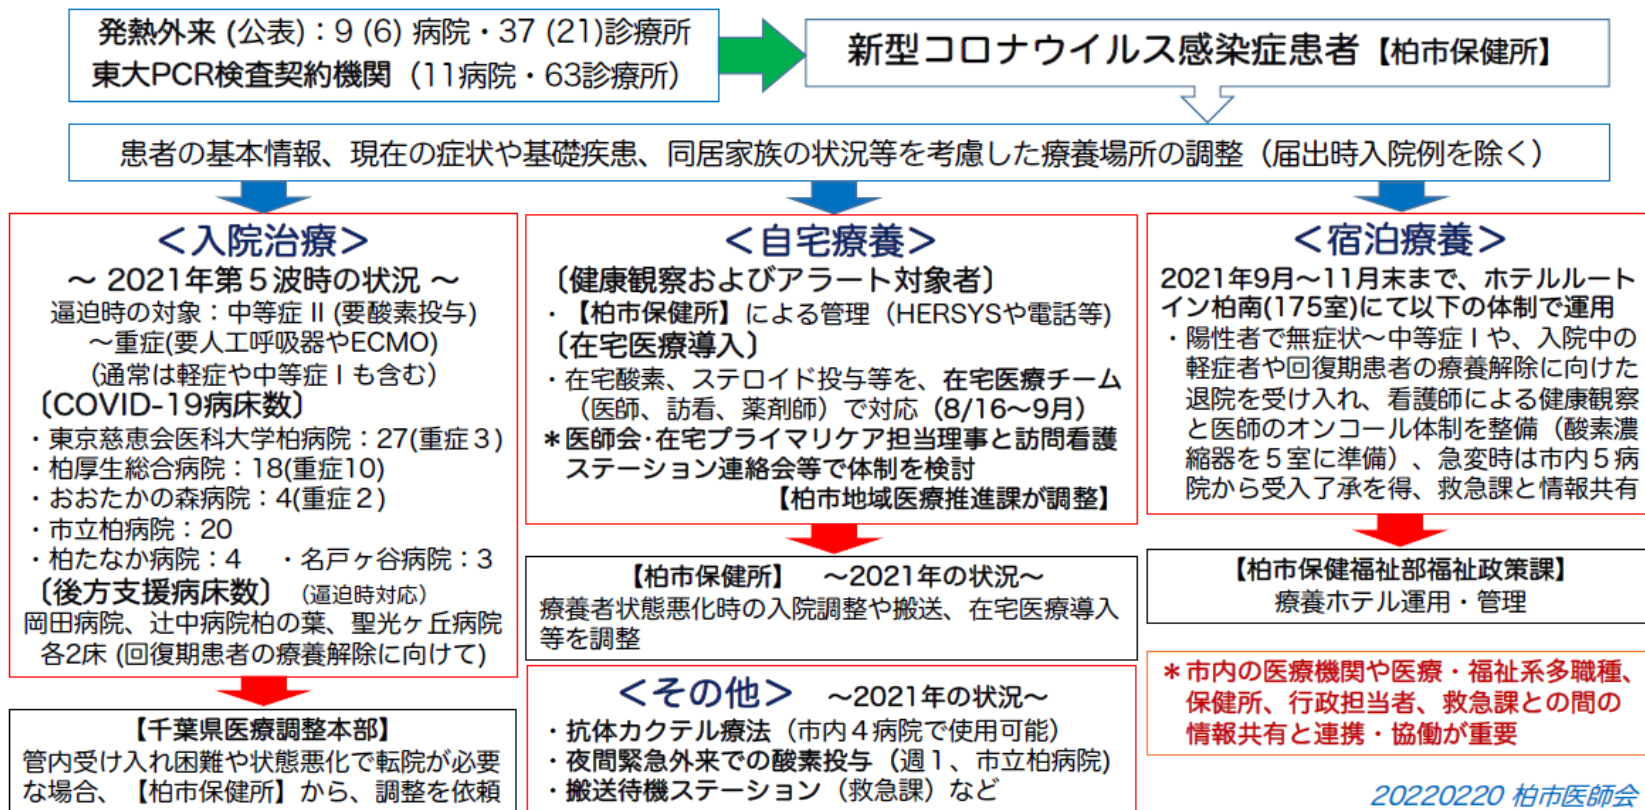 発熱外来 (公表)：9 (6) 病院・37 (21)診療所
東大PCR検査契約機関（11病院・63診療所）
新型コロナウイルス感染症患者【柏市保健所】
患者の基本情報、現在の症状や基礎疾患、同居家族の状況等を考慮した療養場所の調整（届出時入院例を除く）
＜入院治療＞
～ 2021年第５波時の状況 ～
逼迫時の対象：中等症 II (要酸素投与)
～重症(要人工呼吸器やECMO)
（通常は軽症や中等症 I も含む）
〔COVID-19病床数〕
・東京慈恵会医科大学柏病院：27(重症３)
・柏厚生総合病院：18(重症10)
・おおたかの森病院：4(重症２)
・市立柏病院：20
・柏たなか病院：4　・名戸ヶ谷病院：3
〔後方支援病床数〕（逼迫時対応）
岡田病院、辻中病院柏の葉、聖光ヶ丘病院
各2床 (回復期患者の療養解除に向けて)
【千葉県医療調整本部】
管内受け入れ困難や状態悪化で転院が必要
な場合、【柏市保健所】から、調整を依頼
＜自宅療養＞
〔健康観察およびアラート対象者〕
・【柏市保健所】による管理（HERSYSや電話等)
〔在宅医療導入〕
・在宅酸素、ステロイド投与等を、在宅医療チーム
（医師、訪看、薬剤師）で対応（8/16～9月）
＊医師会･在宅プライマリケア担当理事と訪問看護
ステーション連絡会等で体制を検討
【柏市地域医療推進課が調整】
【柏市保健所】　～2021年の状況～
療養者状態悪化時の入院調整や搬送、在宅医療導入
等を調整
＜その他＞　～2021年の状況～
・抗体カクテル療法（市内４病院で使用可能）
・夜間緊急外来での酸素投与（週１、市立柏病院)
・搬送待機ステーション（救急課）など
＜宿泊療養＞
2021年9月～11月末まで、ホテルルート
イン柏南(175室)にて以下の体制で運用
・陽性者で無症状～中等症 I や、入院中の
軽症者や回復期患者の療養解除に向けた
退院を受け入れ、看護師による健康観察
と医師のオンコール体制を整備（酸素濃
縮器を５室に準備）、急変時は市内５病
院から受入了承を得、救急課と情報共有
【柏市保健福祉部福祉政策課】
療養ホテル運用・管理
＊市内の医療機関や医療・福祉系多職種、
保健所、行政担当者、救急課との間の
情報共有と連携・協働が重要
20220220 柏市医師会